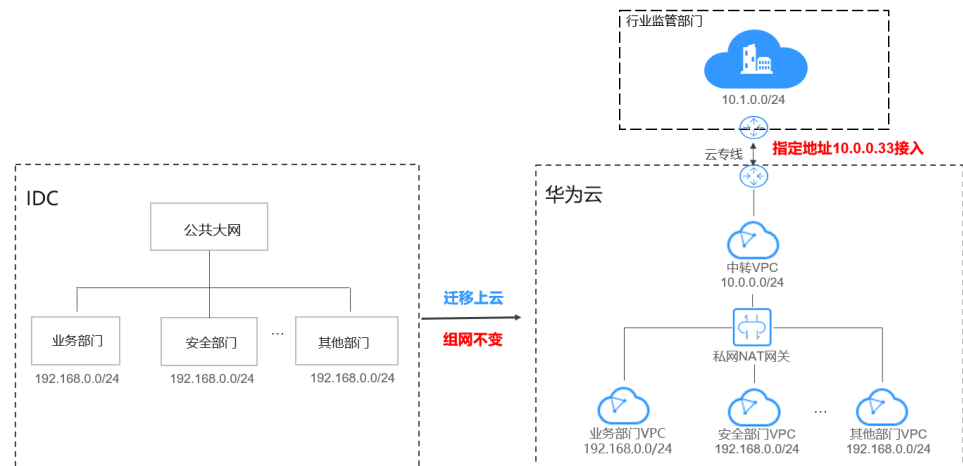 行业监管部门
10.1.0.0/24
云专线
指定地址10.0.0.33接入
IDC
公共大网
业务部门
安全部门
...
其他部门
192.168.0.0/24
192.168.0.0/24
192.168.0.0/24
迁移上云
组网不变
华为云
中转VPC
10.0.0.0/24
私网NAT网关
...
业务部门VPC
192.168.0.0/24
安全部门VPC
192.168.0.0/24
其他部门VPC
192.168.0.0/24